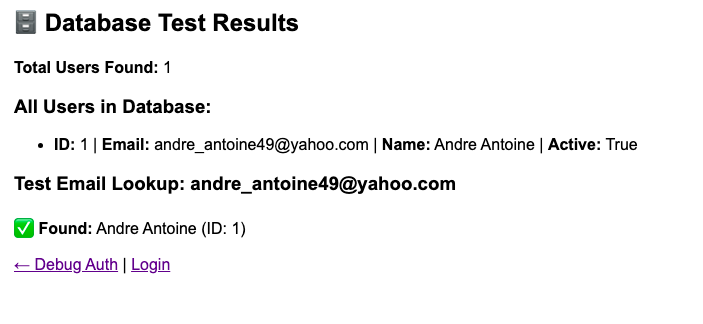 🗄️ Database Test Results
Total Users Found: 1
All Users in Database:
• ID: 1 | Email: andre_antoine49@yahoo.com | Name: Andre Antoine | Active: True
Test Email Lookup: andre_antoine49@yahoo.com
✅ Found: Andre Antoine (ID: 1)
← Debug Auth | Login